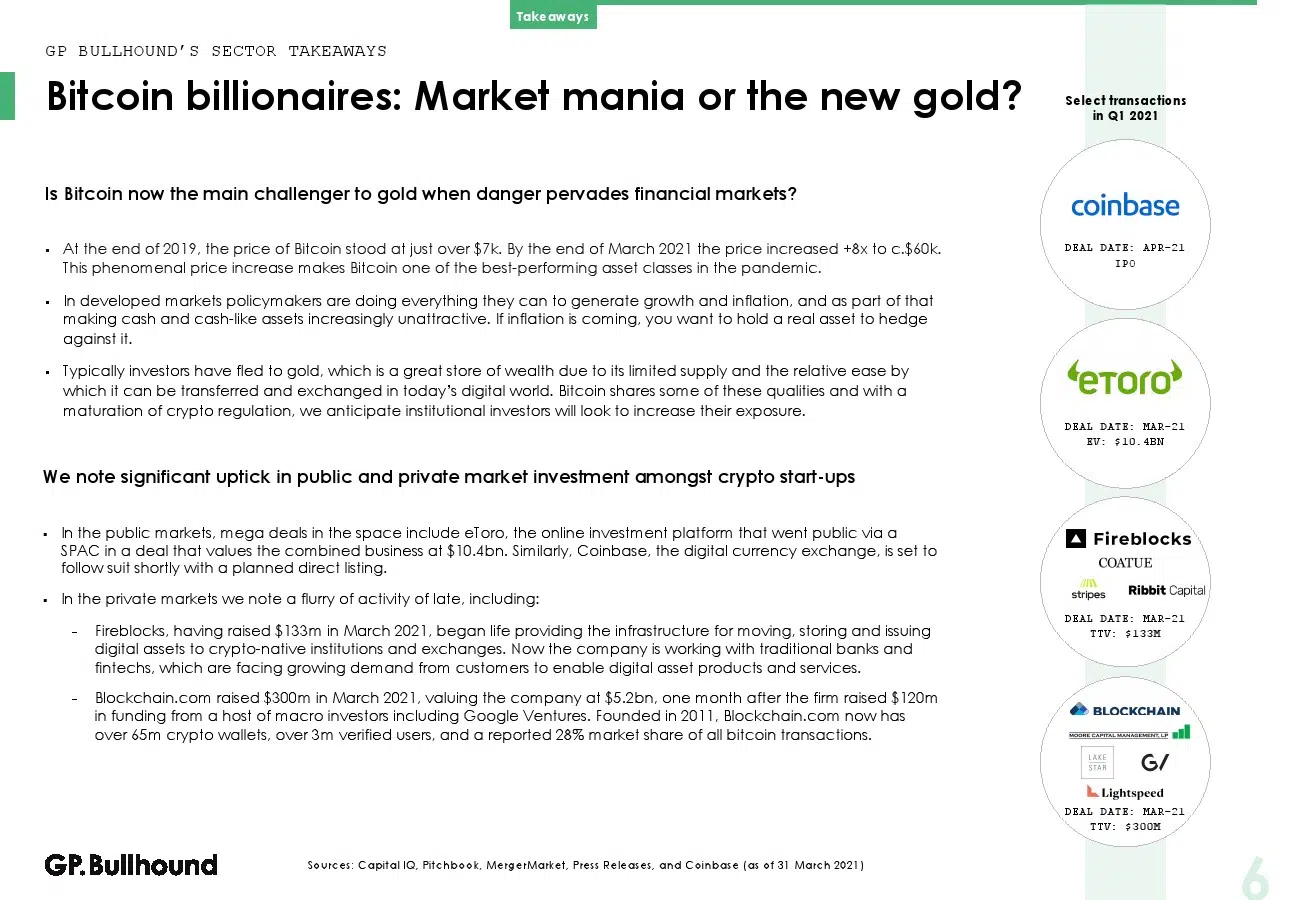 Takeaways
GP BULLHOUND’S SECTOR TAKEAWAYS
Bitcoin billionaires: Market mania or the new gold?
Is Bitcoin now the main challenger to gold when danger pervades financial markets?
▪ At the end of 2019, the price of Bitcoin stood at just over $7k. By the end of March 2021 the price increased +8x to c.$60k.
This phenomenal price increase makes Bitcoin one of the best-performing asset classes in the pandemic.
▪ In developed markets policymakers are doing everything they can to generate growth and inflation, and as part of that
making cash and cash-like assets increasingly unattractive. If inflation is coming, you want to hold a real asset to hedge
against it.
▪ Typically investors have fled to gold, which is a great store of wealth due to its limited supply and the relative ease by
which it can be transferred and exchanged in today’s digital world. Bitcoin shares some of these qualities and with a
maturation of crypto regulation, we anticipate institutional investors will look to increase their exposure.
We note significant uptick in public and private market investment amongst crypto start-ups
▪ In the public markets, mega deals in the space include eToro, the online investment platform that went public via a
SPAC in a deal that values the combined business at $10.4bn. Similarly, Coinbase, the digital currency exchange, is set to
follow suit shortly with a planned direct listing.
▪ In the private markets we note a flurry of activity of late, including:
– Fireblocks, having raised $133m in March 2021, began life providing the infrastructure for moving, storing and issuing
digital assets to crypto-native institutions and exchanges. Now the company is working with traditional banks and
fintechs, which are facing growing demand from customers to enable digital asset products and services.
– Blockchain.com raised $300m in March 2021, valuing the company at $5.2bn, one month after the firm raised $120m
in funding from a host of macro investors including Google Ventures. Founded in 2011, Blockchain.com now has
over 65m crypto wallets, over 3m verified users, and a reported 28% market share of all bitcoin transactions.
Select transactions
in Q1 2021
coinbase
DEAL DATE: APR-21
IPO
eToro
DEAL DATE: MAR-21
EV: $10.4BN
Fireblocks
COATUE
stripes Ribbit Capital
DEAL DATE: MAR-21
TTV: $133M
BLOCKCHAIN
MOORE CAPITAL MANAGEMENT, LP
LAKE
STAR
G/
Lightspeed
DEAL DATE: MAR-21
TTV: $300M
GP.Bullhound
Sources: Capital IQ, Pitchbook, MergerMarket, Press Releases, and Coinbase (as of 31 March 2021)
6